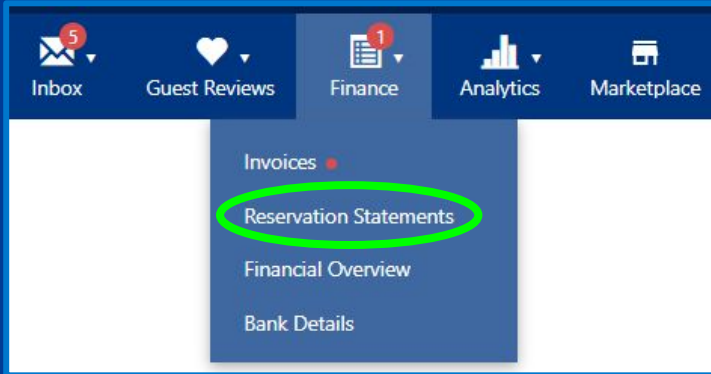 5
1
Inbox
Guest Reviews
Finance
Analytics
Marketplace
Invoices
Reservation Statements
Financial Overview
Bank Details